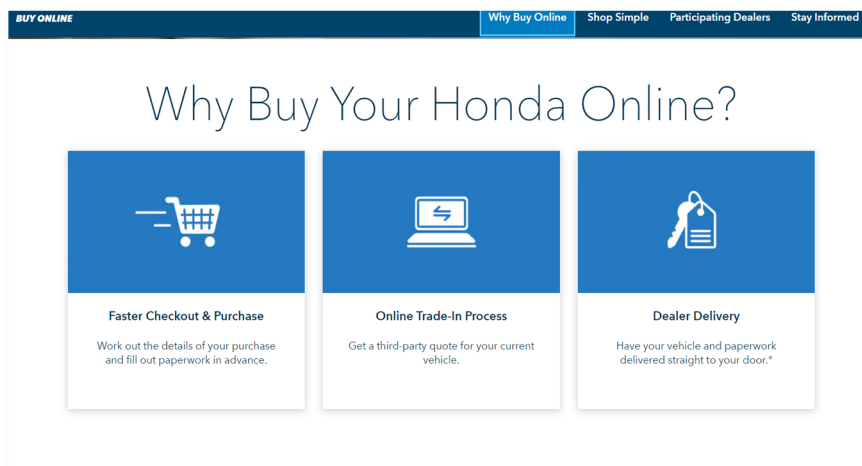 BUY ONLINE
Why Buy Online
Shop Simple
Participating Dealers
Stay Informed
Why Buy Your Honda Online?
Faster Checkout & Purchase
Work out the details of your purchase
and fill out paperwork in advance.
Online Trade-In Process
Get a third-party quote for your current
vehicle.
Dealer Delivery
Have your vehicle and paperwork
delivered straight to your door.*